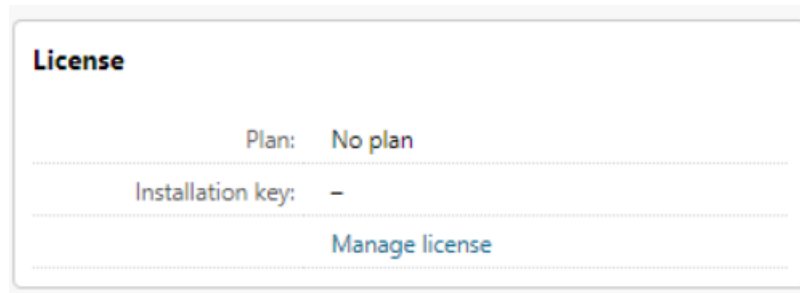 License
Plan: No plan
Installation key: –
Manage license